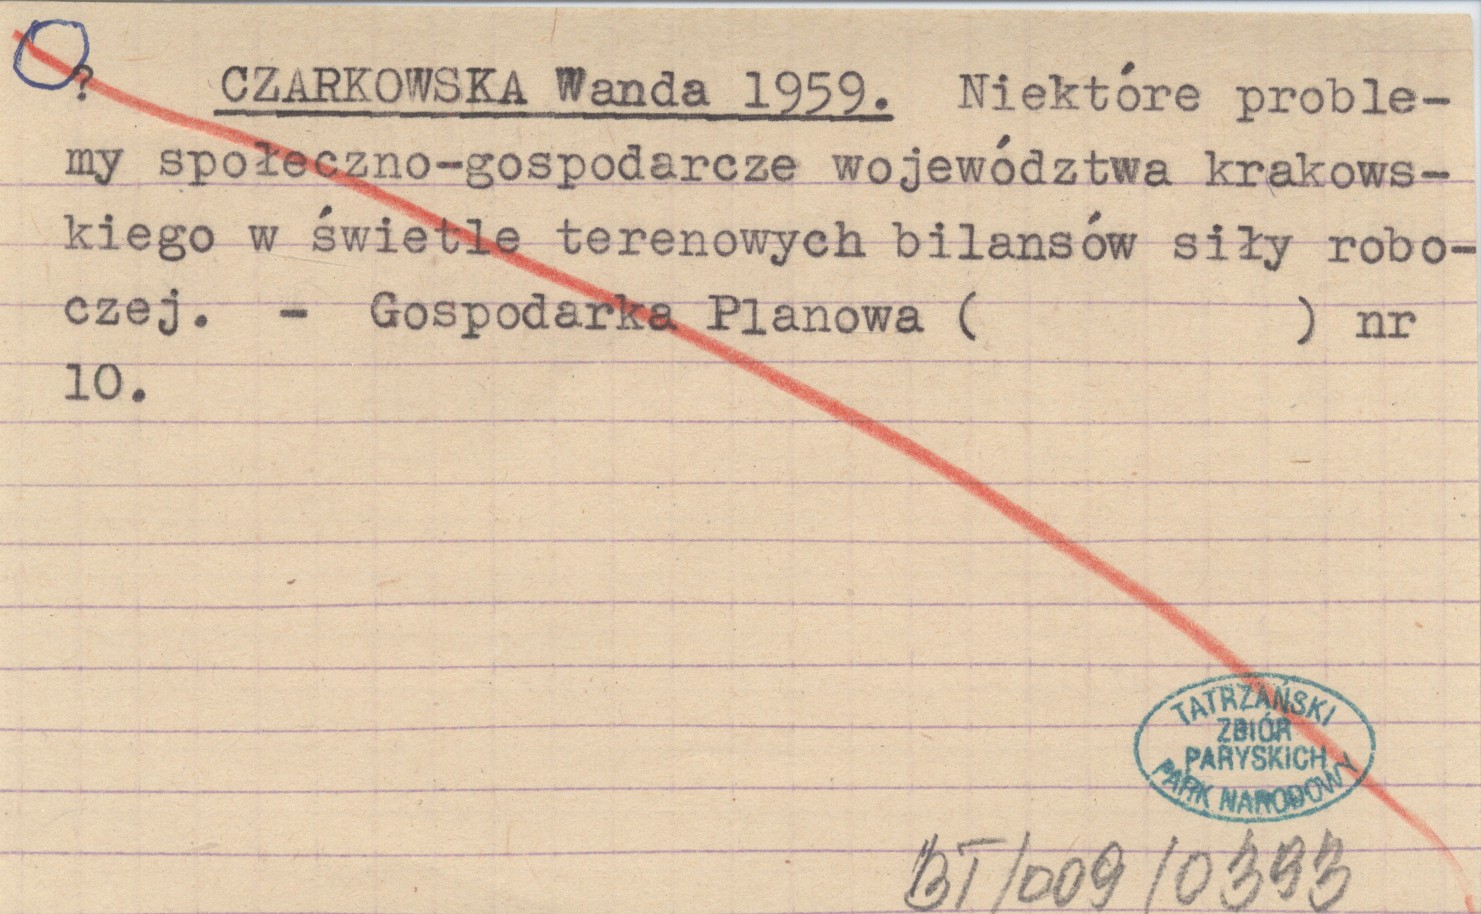 ? CZARKOWSKA Wanda 1959. Niektóre proble-
my społeczno-gospodarcze województwa krakows-
kiego w świetle terenowych bilansów siły robo-
czej. - Gospodarka Planowa ( ) nr
10.
TATRZAŃSKI
ZBIÓR
PARYSKICH
PARK NARODOWY
BT/009/0393